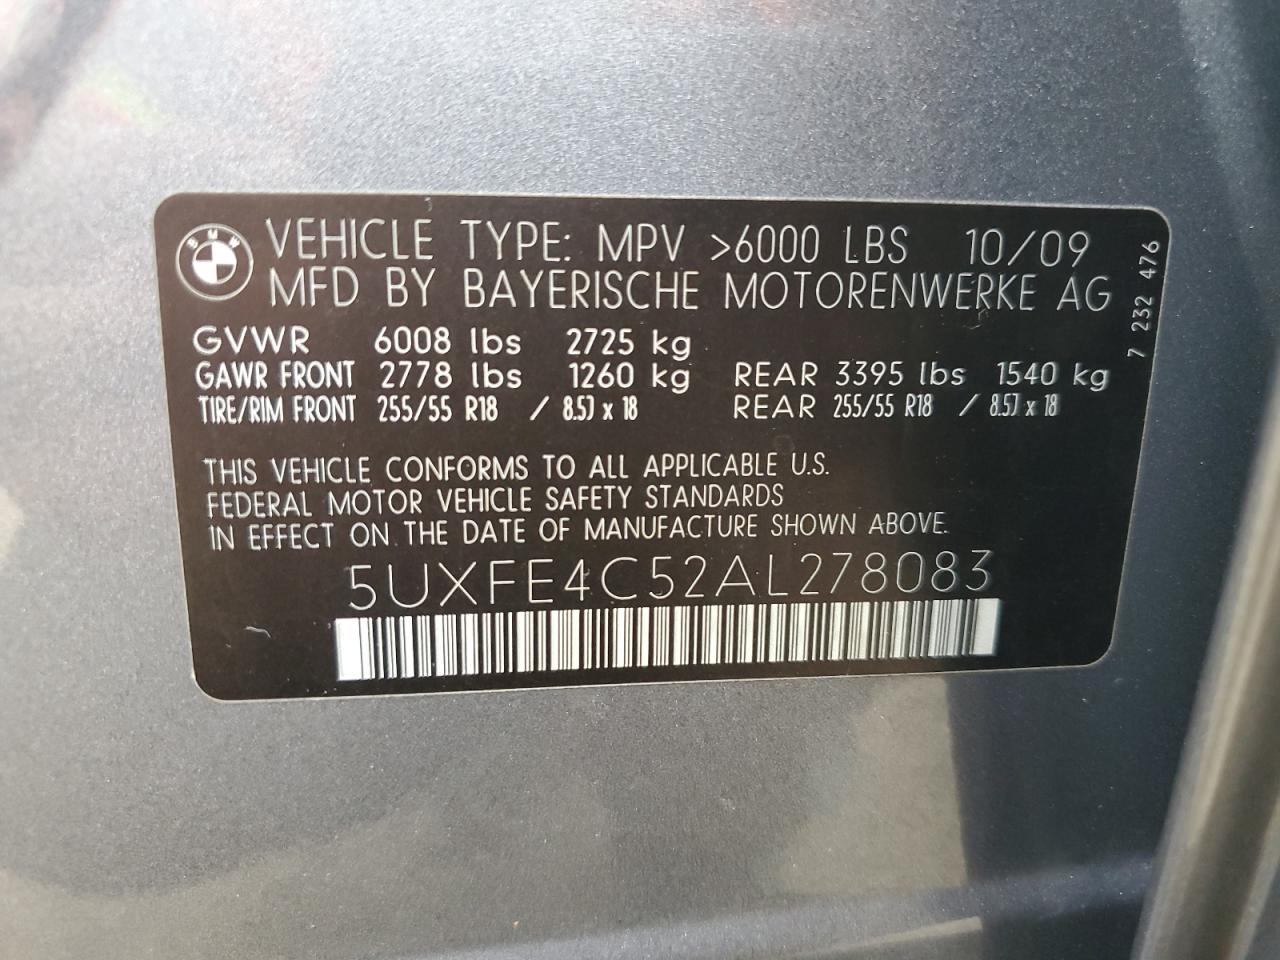 BMW
VEHICLE TYPE: MPV >6000 LBS 10/09
MFD BY BAYERISCHE MOTORENWERKE AG
7 232 476
GVWR 6008 lbs 2725 kg
GAWR FRONT 2778 lbs 1260 kg REAR 3395 lbs 1540 kg
TIRE/RIM FRONT 255/55 R18 / 8.5J x 18 REAR 255/55 R18 / 8.5J x 18
THIS VEHICLE CONFORMS TO ALL APPLICABLE U.S.
FEDERAL MOTOR VEHICLE SAFETY STANDARDS
IN EFFECT ON THE DATE OF MANUFACTURE SHOWN ABOVE.
5UXFE4C52AL278083